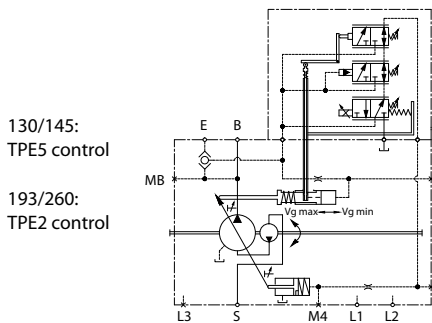 130/145:
TPE5 control
193/260:
TPE2 control
E B
MB
Vg max Vg min
L3 S M4 L1 L2